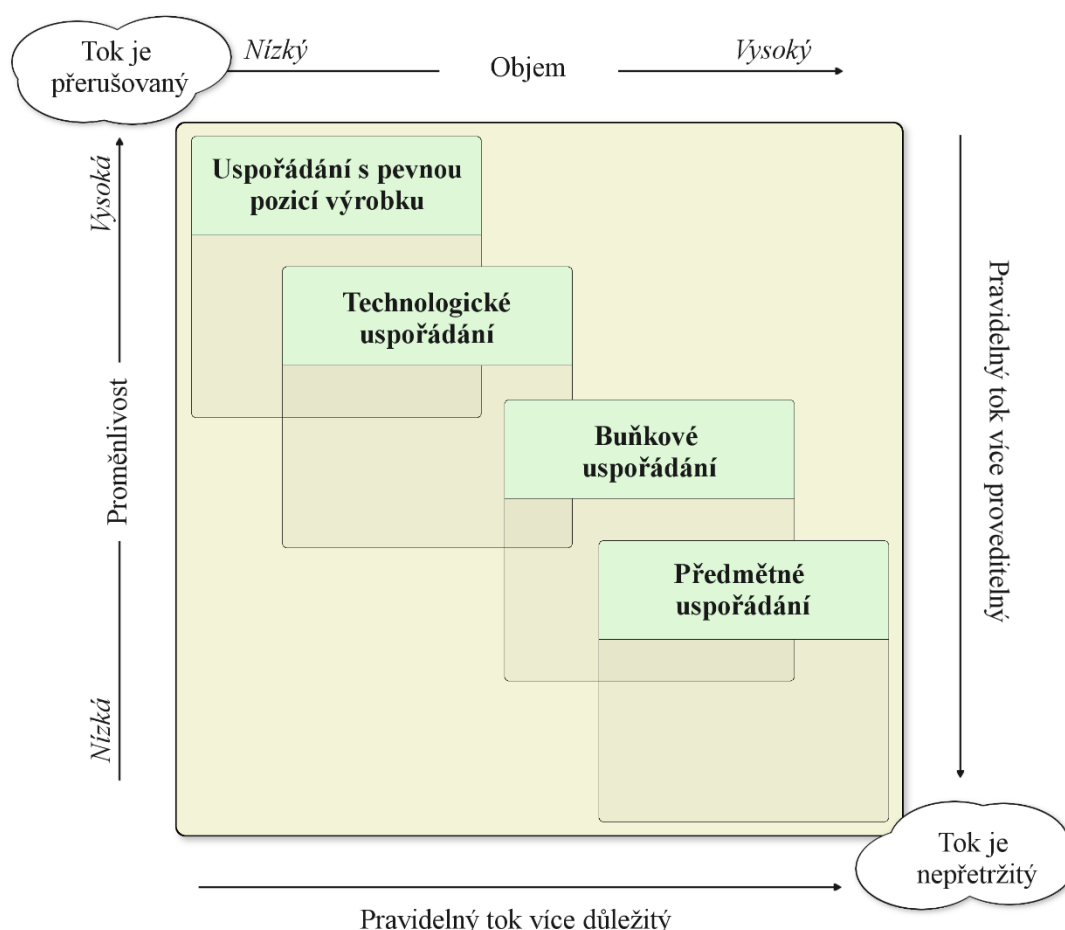 Tok je
přerušovaný
Nízký
Objem
Vysoký
Uspořádání s pevnou
pozicí výrobku
Technologické
uspořádání
Buňkové
uspořádání
Předmětné
uspořádání
Vysoká
Proměnlivost
Nízká
Pravidelný tok více proveditelný
Tok je
nepřetržitý
Pravidelný tok více důležitý